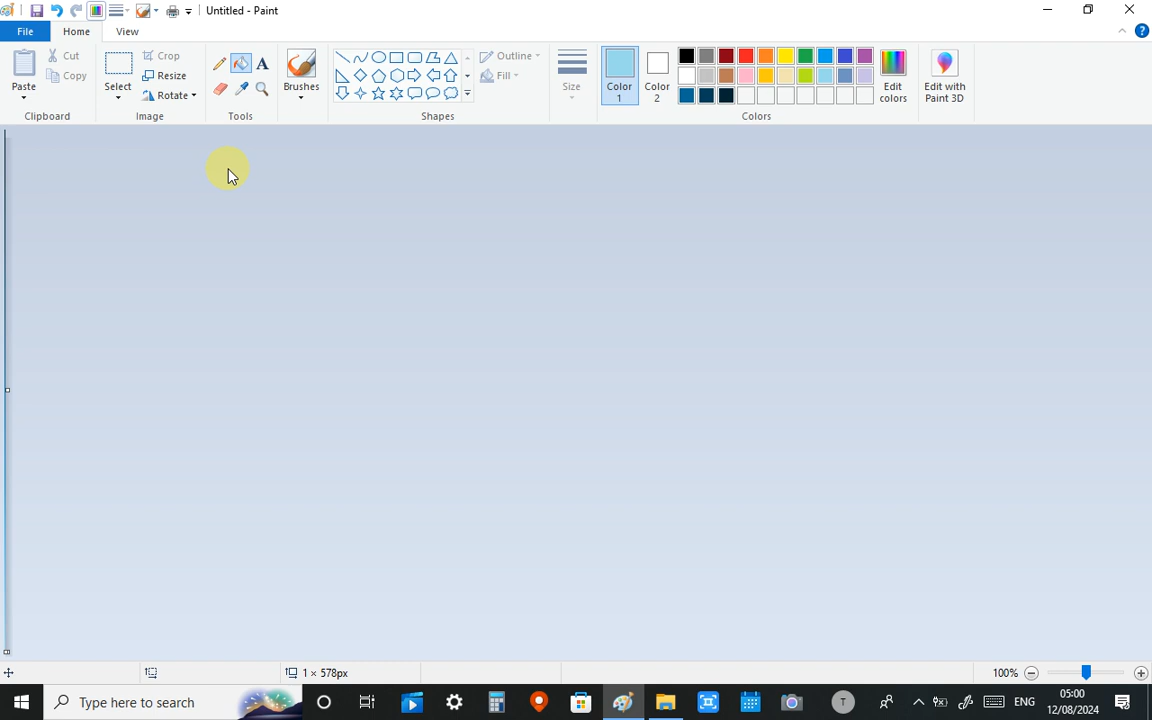 Untitled - Paint
File Home View
Paste
Cut
Copy
Clipboard
Select
Crop
Resize
Rotate
Image
A
Tools
Brushes
Shapes
Outline
Fill
Size
Color 1
Color 2
Colors
Edit colors
Edit with Paint 3D
1 × 578px
100%
Type here to search
T
ENG
05:00
12/08/2024